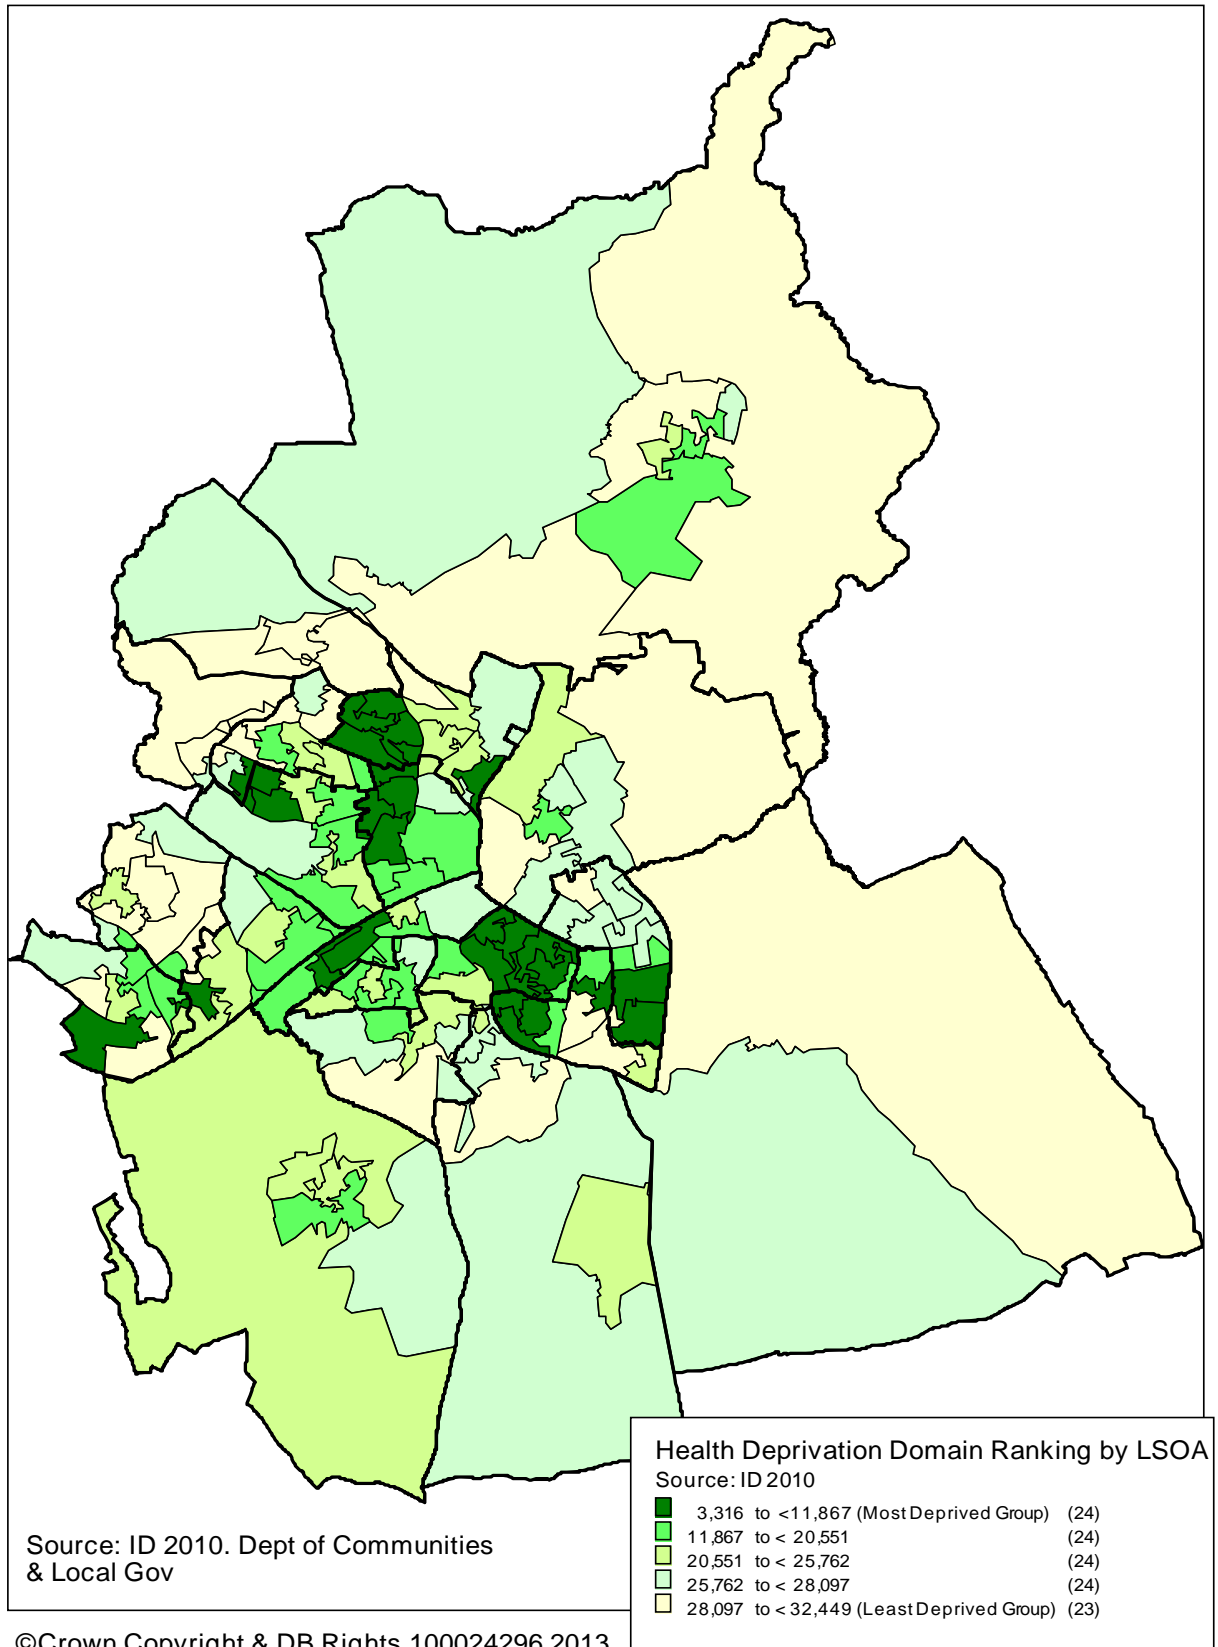 Health Deprivation Domain Ranking by LSOA
Source: ID 2010
3,316 to <11,867 (Most Deprived Group) (24)
11,867 to < 20,551 (24)
20,551 to < 25,762 (24)
25,762 to < 28,097 (24)
28,097 to < 32,449 (Least Deprived Group) (23)
Source: ID 2010. Dept of Communities
& Local Gov
©Crown Copyright & DB Rights 100024296 2013